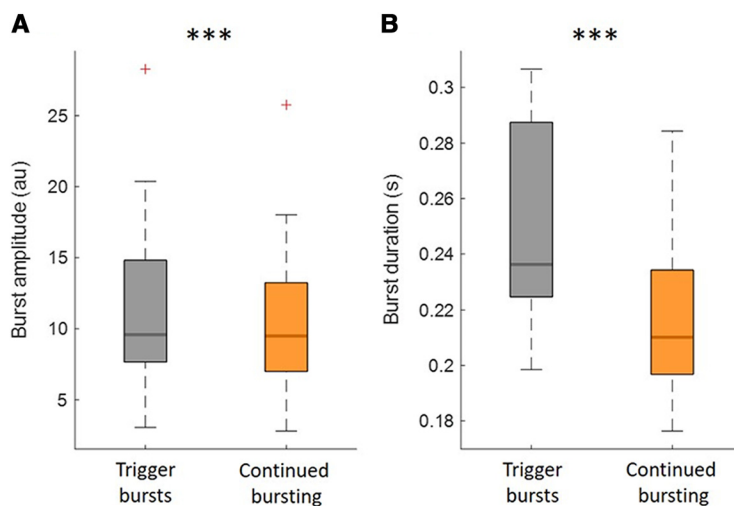 A
***
Burst amplitude (au)
25
20
15
10
5
Trigger
bursts
Continued
bursting
B
***
Burst duration (s)
0.3
0.28
0.26
0.24
0.22
0.2
0.18
Trigger
bursts
Continued
bursting